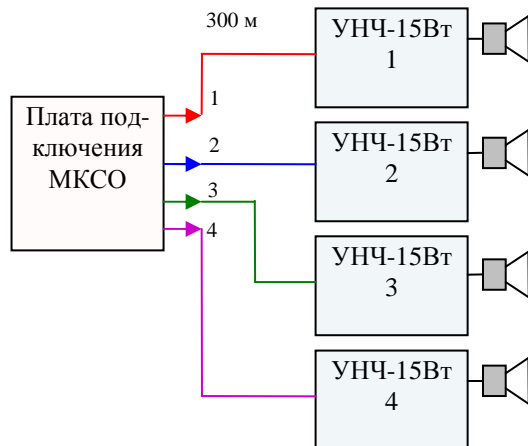 300 м
УНЧ-15Вт
1
1
Плата под-
ключения
МКСО
2
УНЧ-15Вт
2
3
4
УНЧ-15Вт
3
УНЧ-15Вт
4